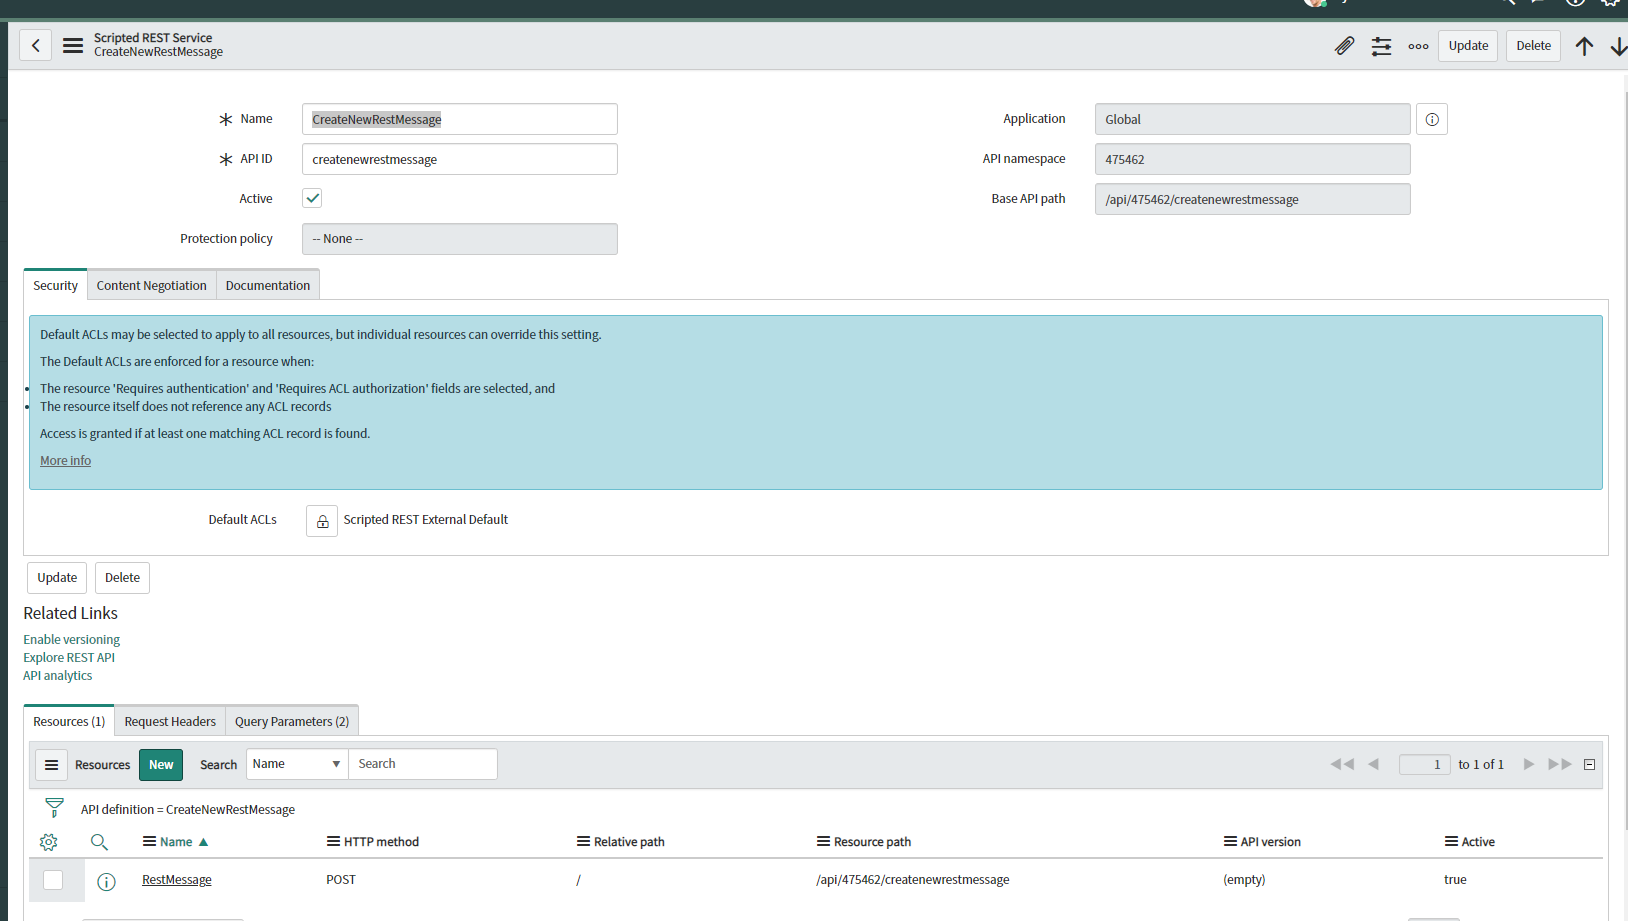 Scripted REST Service
CreateNewRestMessage
Update
Delete
Name
CreateNewRestMessage
Application
Global
API ID
createnewrestmessage
API namespace
475462
Active
Base API path
/api/475462/createnewrestmessage
Protection policy
-- None --
Security
Content Negotiation
Documentation
Default ACLs may be selected to apply to all resources, but individual resources can override this setting.
The Default ACLs are enforced for a resource when:
• The resource 'Requires authentication' and 'Requires ACL authorization' fields are selected, and
• The resource itself does not reference any ACL records
Access is granted if at least one matching ACL record is found.
More info
Default ACLs
Scripted REST External Default
Update
Delete
Related Links
Enable versioning
Explore REST API
API analytics
Resources (1)
Request Headers
Query Parameters (2)
Resources
New
Search
Name
Search
1 to 1 of 1
API definition = CreateNewRestMessage
Name
HTTP method
Relative path
Resource path
API version
Active
RestMessage
POST
/
/api/475462/createnewrestmessage
(empty)
true